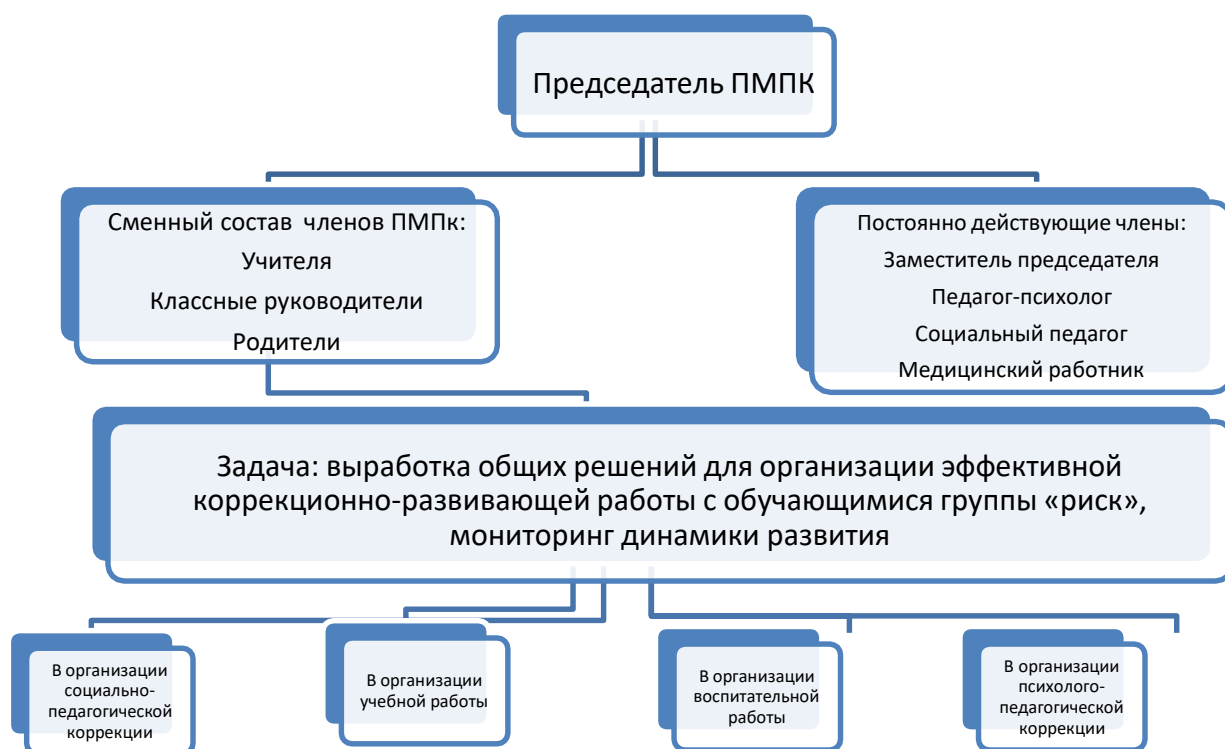 Председатель ПМПК
Сменный состав членов ПМПк:
Учителя
Классные руководители
Родители
Постоянно действующие члены:
Заместитель председателя
Педагог-психолог
Социальный педагог
Медицинский работник
Задача: выработка общих решений для организации эффективной
коррекционно-развивающей работы с обучающимися группы «риск»,
мониторинг динамики развития
В организации
социально-
педагогической
коррекции
В организации
учебной работы
В организации
воспитательной
работы
В организации
психолого-
педагогической
коррекции